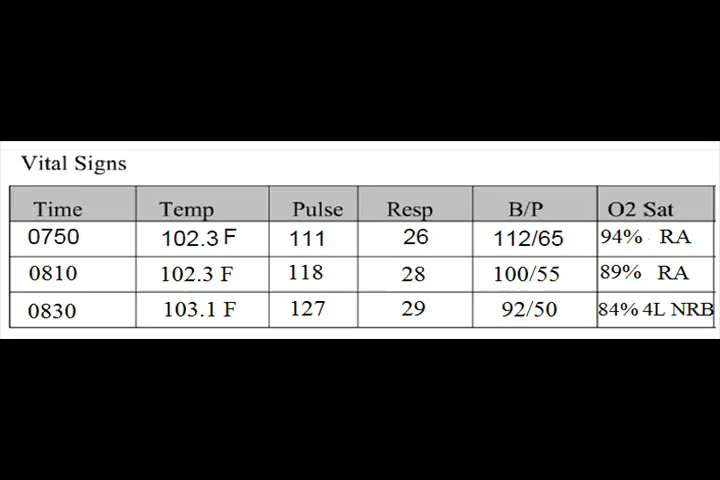 Vital Signs
Time Temp Pulse Resp B/P O2 Sat
0750 102.3 F 111 26 112/65 94% RA
0810 102.3 F 118 28 100/55 89% RA
0830 103.1 F 127 29 92/50 84% 4L NRB